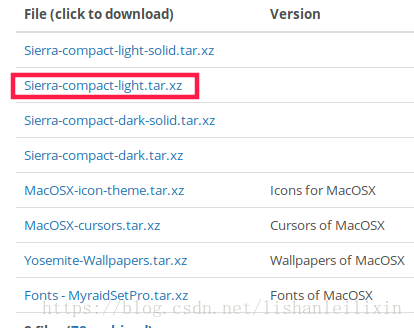 File (click to download) Version
Sierra-compact-light-solid.tar.xz
Sierra-compact-light.tar.xz
Sierra-compact-dark-solid.tar.xz
Sierra-compact-dark.tar.xz
MacOSX-icon-theme.tar.xz Icons for MacOSX
MacOSX-cursors.tar.xz Cursors of MacOSX
Yosemite-Wallpapers.tar.xz Wallpapers of MacOSX
Fonts - MyraidSetPro.tar.xz Fonts of MacOSX
https://blog.csdn.net/lishanleilixin